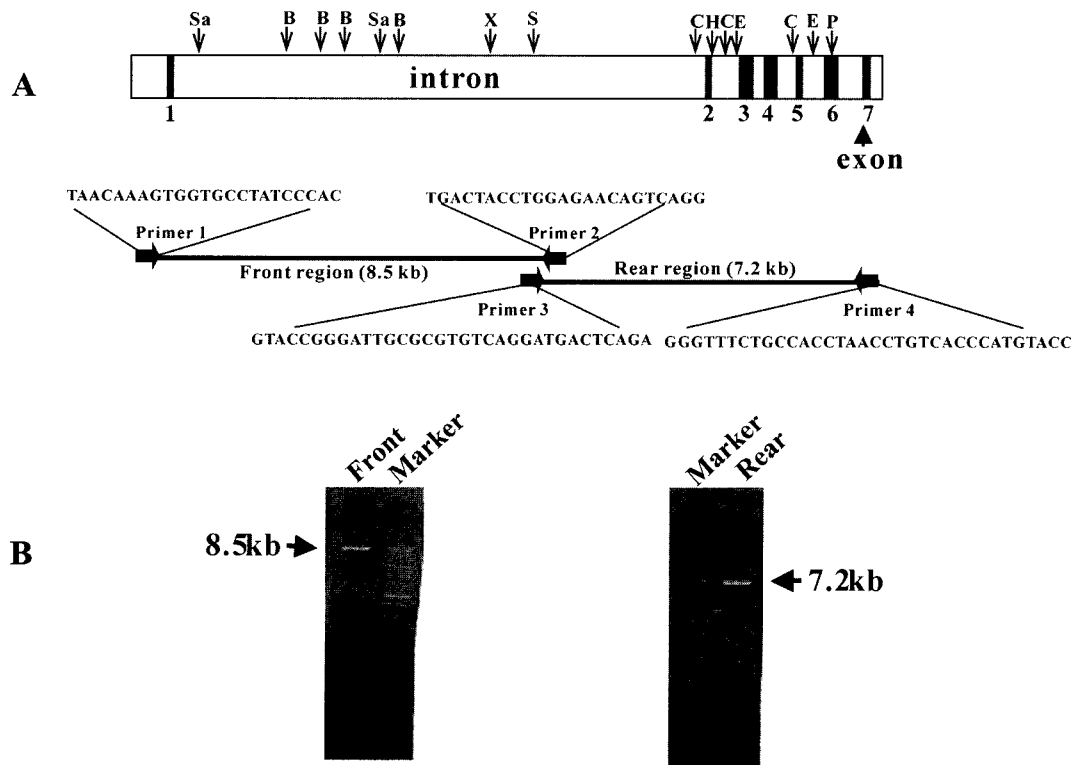 Sa B B B Sa B X S C H C E C E P
A
intron
1 2 3 4 5 6 7
exon
TAACAAAGTGGTGCCTATCCCAC TGACTACCTGGAGAACAGTCAGG
Primer 1 Primer 2
Front region (8.5 kb) Rear region (7.2 kb)
Primer 3 Primer 4
GTACCGGGATTGCGCGTGTCAGGATGACTCAGA GGGTTTCTGCCACCTAACCTGTCACCCATGTACC
Front Marker Marker Rear
B
8.5kb
7.2kb